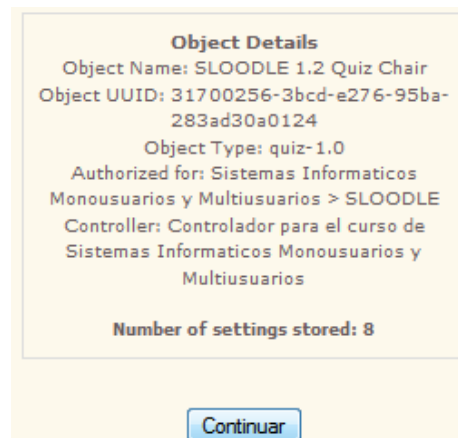 Object Details
Object Name: SLOODLE 1.2 Quiz Chair
Object UUID: 31700256-3bcd-e276-95ba-
283ad30a0124
Object Type: quiz-1.0
Authorized for: Sistemas Informaticos
Monousuarios y Multiusuarios > SLOODLE
Controller: Controlador para el curso de
Sistemas Informaticos Monousuarios y
Multiusuarios
Number of settings stored: 8
Continuar